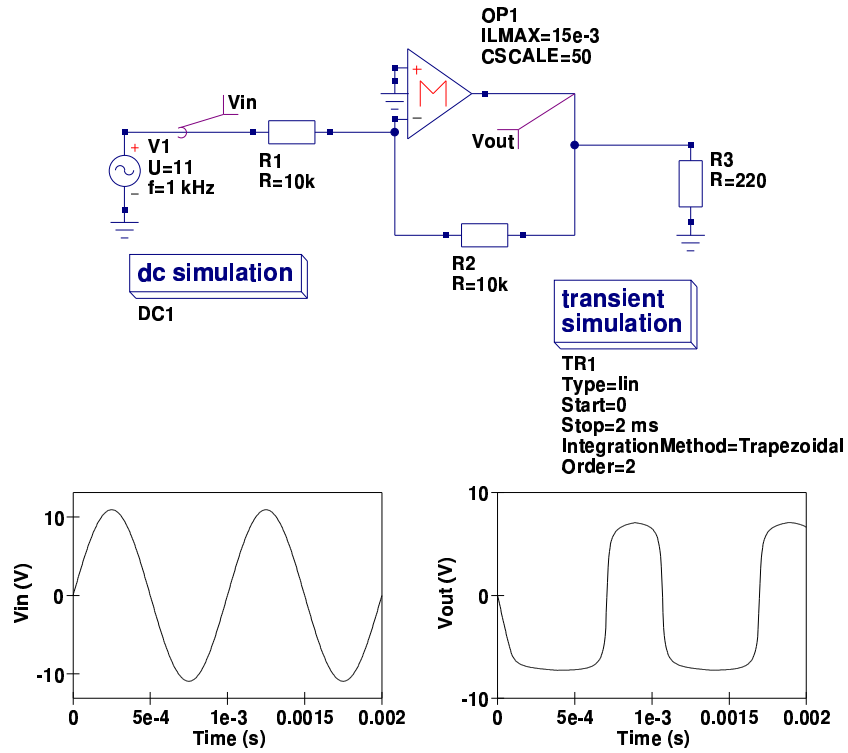 OP1
ILMAX=15e-3
CSCALE=50
+
M
−
Vin
Vout
+
−
V1
U=11
f=1 kHz
R1
R=10k
R3
R=220
R2
R=10k
dc simulation
DC1
transient
simulation
TR1
Type=lin
Start=0
Stop=2 ms
IntegrationMethod=Trapezoidal
Order=2
Vin (V)
10
0
-10
0
5e-4
1e-3
0.0015
0.002
Time (s)
Vout (V)
10
0
-10
0
5e-4
1e-3
0.0015
0.002
Time (s)